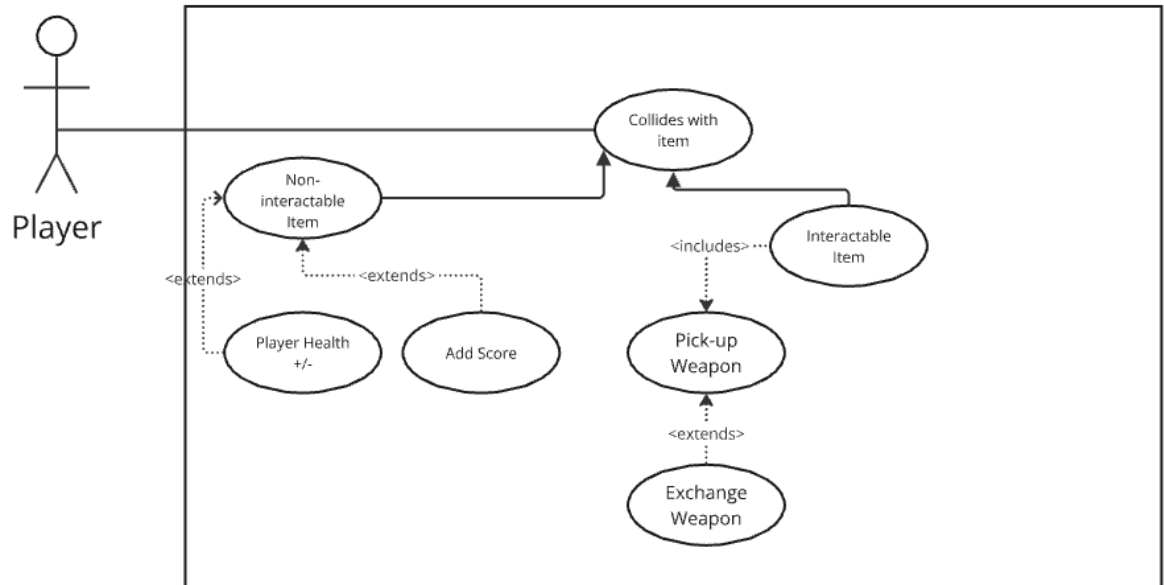 Collides with
item
Non-
interactable
Item
Player
Interactable
Item
<includes>
<extends>
<extends>
Player Health
+/-
Add Score
Pick-up
Weapon
<extends>
Exchange
Weapon